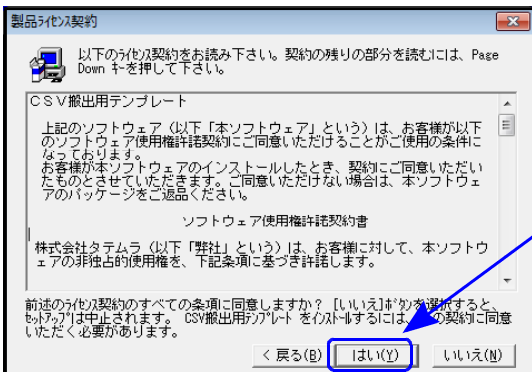 製品ライセンス契約
以下のライセンス契約をお読み下さい。契約の残りの部分を読むには、Page
Down キーを押して下さい。
CSV搬出用テンプレート
上記のソフトウェア（以下「本ソフトウェア」という）は、お客様が以下
のソフトウェア使用権許諾契約にご同意いただけることがご使用の条件に
なっております。
お客様が本ソフトウェアのインストールしたとき、契約にご同意いただい
たものとさせていただきます。ご同意いただけない場合は、本ソフトウェ
アのパッケージをご返品ください。
ソフトウェア使用権許諾契約書
株式会社タテムラ（以下「弊社」という）は、お客様に対して、本ソフトウ
ェアの非独占的使用権を、下記条項に基づき許諾します。
前述のライセンス契約のすべての条項に同意しますか？ [いいえ]ボタンを選択すると、
セットアップは中止されます。 CSV搬出用テンプレート をインストールするには、の契約に同意
いただく必要があります。
< 戻る(B) はい(Y) いいえ(N)